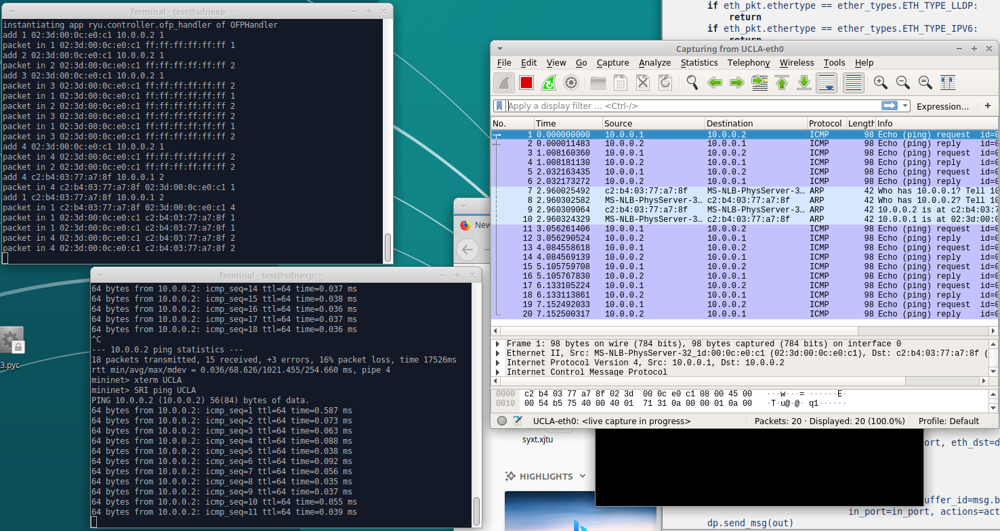 Terminal - test@sdnexp: ~
instantiating app ryu.controller.ofp_handler of OFPHandler
add 1 02:3d:00:0c:e0:c1 10.0.0.2 1
packet in 1 02:3d:00:0c:e0:c1 ff:ff:ff:ff:ff:ff 1
add 2 02:3d:00:0c:e0:c1 10.0.0.2 1
packet in 2 02:3d:00:0c:e0:c1 ff:ff:ff:ff:ff:ff 2
add 3 02:3d:00:0c:e0:c1 10.0.0.2 1
packet in 3 02:3d:00:0c:e0:c1 ff:ff:ff:ff:ff:ff 2
packet in 1 02:3d:00:0c:e0:c1 ff:ff:ff:ff:ff:ff 1
packet in 2 02:3d:00:0c:e0:c1 ff:ff:ff:ff:ff:ff 2
packet in 3 02:3d:00:0c:e0:c1 ff:ff:ff:ff:ff:ff 2
packet in 1 02:3d:00:0c:e0:c1 ff:ff:ff:ff:ff:ff 1
packet in 3 02:3d:00:0c:e0:c1 ff:ff:ff:ff:ff:ff 2
add 4 02:3d:00:0c:e0:c1 10.0.0.2 1
packet in 4 02:3d:00:0c:e0:c1 ff:ff:ff:ff:ff:ff 2
packet in 2 02:3d:00:0c:e0:c1 ff:ff:ff:ff:ff:ff 2
add 4 c2:b4:03:77:a7:8f 10.0.0.1 2
packet in 4 c2:b4:03:77:a7:8f 02:3d:00:0c:e0:c1 1
add 1 c2:b4:03:77:a7:8f 10.0.0.1 2
packet in 1 c2:b4:03:77:a7:8f 02:3d:00:0c:e0:c1 4
packet in 1 02:3d:00:0c:e0:c1 c2:b4:03:77:a7:8f 1
packet in 1 02:3d:00:0c:e0:c1 c2:b4:03:77:a7:8f 1
packet in 4 02:3d:00:0c:e0:c1 c2:b4:03:77:a7:8f 2
packet in 4 02:3d:00:0c:e0:c1 c2:b4:03:77:a7:8f 2
3.pyc
Terminal - test@sdnexp: ~
64 bytes from 10.0.0.2: icmp_seq=14 ttl=64 time=0.037 ms
64 bytes from 10.0.0.2: icmp_seq=15 ttl=64 time=0.038 ms
64 bytes from 10.0.0.2: icmp_seq=16 ttl=64 time=0.036 ms
64 bytes from 10.0.0.2: icmp_seq=17 ttl=64 time=0.037 ms
64 bytes from 10.0.0.2: icmp_seq=18 ttl=64 time=0.036 ms
^C
--- 10.0.0.2 ping statistics ---
18 packets transmitted, 15 received, +3 errors, 16% packet loss, time 17526ms
rtt min/avg/max/mdev = 0.036/68.626/1021.455/254.660 ms, pipe 4
mininet> xterm UCLA
mininet> SRI ping UCLA
PING 10.0.0.2 (10.0.0.2) 56(84) bytes of data.
64 bytes from 10.0.0.2: icmp_seq=1 ttl=64 time=0.587 ms
64 bytes from 10.0.0.2: icmp_seq=2 ttl=64 time=0.073 ms
64 bytes from 10.0.0.2: icmp_seq=3 ttl=64 time=0.063 ms
64 bytes from 10.0.0.2: icmp_seq=4 ttl=64 time=0.088 ms
64 bytes from 10.0.0.2: icmp_seq=5 ttl=64 time=0.038 ms
64 bytes from 10.0.0.2: icmp_seq=6 ttl=64 time=0.092 ms
64 bytes from 10.0.0.2: icmp_seq=7 ttl=64 time=0.056 ms
64 bytes from 10.0.0.2: icmp_seq=8 ttl=64 time=0.035 ms
64 bytes from 10.0.0.2: icmp_seq=9 ttl=64 time=0.037 ms
64 bytes from 10.0.0.2: icmp_seq=10 ttl=64 time=0.055 ms
64 bytes from 10.0.0.2: icmp_seq=11 ttl=64 time=0.039 ms
if eth_pkt.ethertype == ether_types.ETH_TYPE_LLDP:
return
if eth_pkt.ethertype == ether_types.ETH_TYPE_IPV6:
return
New
Capturing from UCLA-eth0
File Edit View Go Capture Analyze Statistics Telephony Wireless Tools Help
Apply a display filter ... <Ctrl-/> Expression... +
No. Time Source Destination Protocol Length Info
1 0.000000000 10.0.0.1 10.0.0.2 ICMP 98 Echo (ping) request id=0
2 0.000011483 10.0.0.2 10.0.0.1 ICMP 98 Echo (ping) reply id=0
3 1.008160360 10.0.0.1 10.0.0.2 ICMP 98 Echo (ping) request id=0
4 1.008181130 10.0.0.2 10.0.0.1 ICMP 98 Echo (ping) reply id=0
5 2.032163435 10.0.0.1 10.0.0.2 ICMP 98 Echo (ping) request id=0
6 2.032173272 10.0.0.2 10.0.0.1 ICMP 98 Echo (ping) reply id=0
7 2.960025492 c2:b4:03:77:a7:8f MS-NLB-PhysServer-3... ARP 42 Who has 10.0.0.1? Tell 10
8 2.960302582 MS-NLB-PhysServer-3... c2:b4:03:77:a7:8f ARP 42 Who has 10.0.0.2? Tell 10
9 2.960309064 c2:b4:03:77:a7:8f MS-NLB-PhysServer-3... ARP 42 10.0.0.2 is at c2:b4:03:7
10 2.960324329 MS-NLB-PhysServer-3... c2:b4:03:77:a7:8f ARP 42 10.0.0.1 is at 02:3d:00:0
11 3.056261406 10.0.0.1 10.0.0.2 ICMP 98 Echo (ping) request id=0
12 3.056290524 10.0.0.2 10.0.0.1 ICMP 98 Echo (ping) reply id=0
13 4.084558618 10.0.0.1 10.0.0.2 ICMP 98 Echo (ping) request id=0
14 4.084569139 10.0.0.2 10.0.0.1 ICMP 98 Echo (ping) reply id=0
15 5.105759708 10.0.0.1 10.0.0.2 ICMP 98 Echo (ping) request id=0
16 5.105767830 10.0.0.2 10.0.0.1 ICMP 98 Echo (ping) reply id=0
17 6.133105224 10.0.0.1 10.0.0.2 ICMP 98 Echo (ping) request id=0
18 6.133113861 10.0.0.2 10.0.0.1 ICMP 98 Echo (ping) reply id=0
19 7.152492033 10.0.0.1 10.0.0.2 ICMP 98 Echo (ping) request id=0
20 7.152500317 10.0.0.2 10.0.0.1 ICMP 98 Echo (ping) reply id=0
Frame 1: 98 bytes on wire (784 bits), 98 bytes captured (784 bits) on interface 0
Ethernet II, Src: MS-NLB-PhysServer-32_1d:00:0c:e0:c1 (02:3d:00:0c:e0:c1), Dst: c2:b4:03:77:a7:8f (
Internet Protocol Version 4, Src: 10.0.0.1, Dst: 10.0.0.2
Internet Control Message Protocol
0000 c2 b4 03 77 a7 8f 02 3d 00 0c e0 c1 08 00 45 00 ···w···= ······E·
0010 00 54 b5 75 40 00 40 01 71 31 0a 00 00 01 0a 00 ·T·u@·@· q1······
UCLA-eth0: <live capture in progress> Packets: 20 · Displayed: 20 (100.0%) Profile: Default
syxt.xjtu
HIGHLIGHTS
ort, eth_dst=d
uffer_id=msg.b
in_port=in_port, actions=act
dp.send_msg(out)